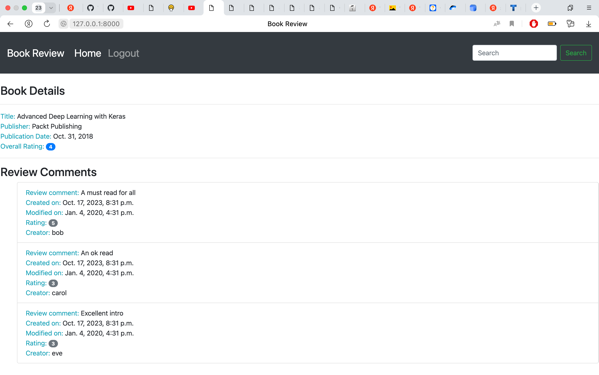 23
127.0.0.1:8000
Book Review
Book Review Home Logout
Search
Search
Book Details
Title: Advanced Deep Learning with Keras
Publisher: Packt Publishing
Publication Date: Oct. 31, 2018
Overall Rating: 4
Review Comments
Review comment: A must read for all
Created on: Oct. 17, 2023, 8:31 p.m.
Modified on: Jan. 4, 2020, 4:31 p.m.
Rating: 5
Creator: bob
Review comment: An ok read
Created on: Oct. 17, 2023, 8:31 p.m.
Modified on: Jan. 4, 2020, 4:31 p.m.
Rating: 3
Creator: carol
Review comment: Excellent intro
Created on: Oct. 17, 2023, 8:31 p.m.
Modified on: Jan. 4, 2020, 4:31 p.m.
Rating: 3
Creator: eve